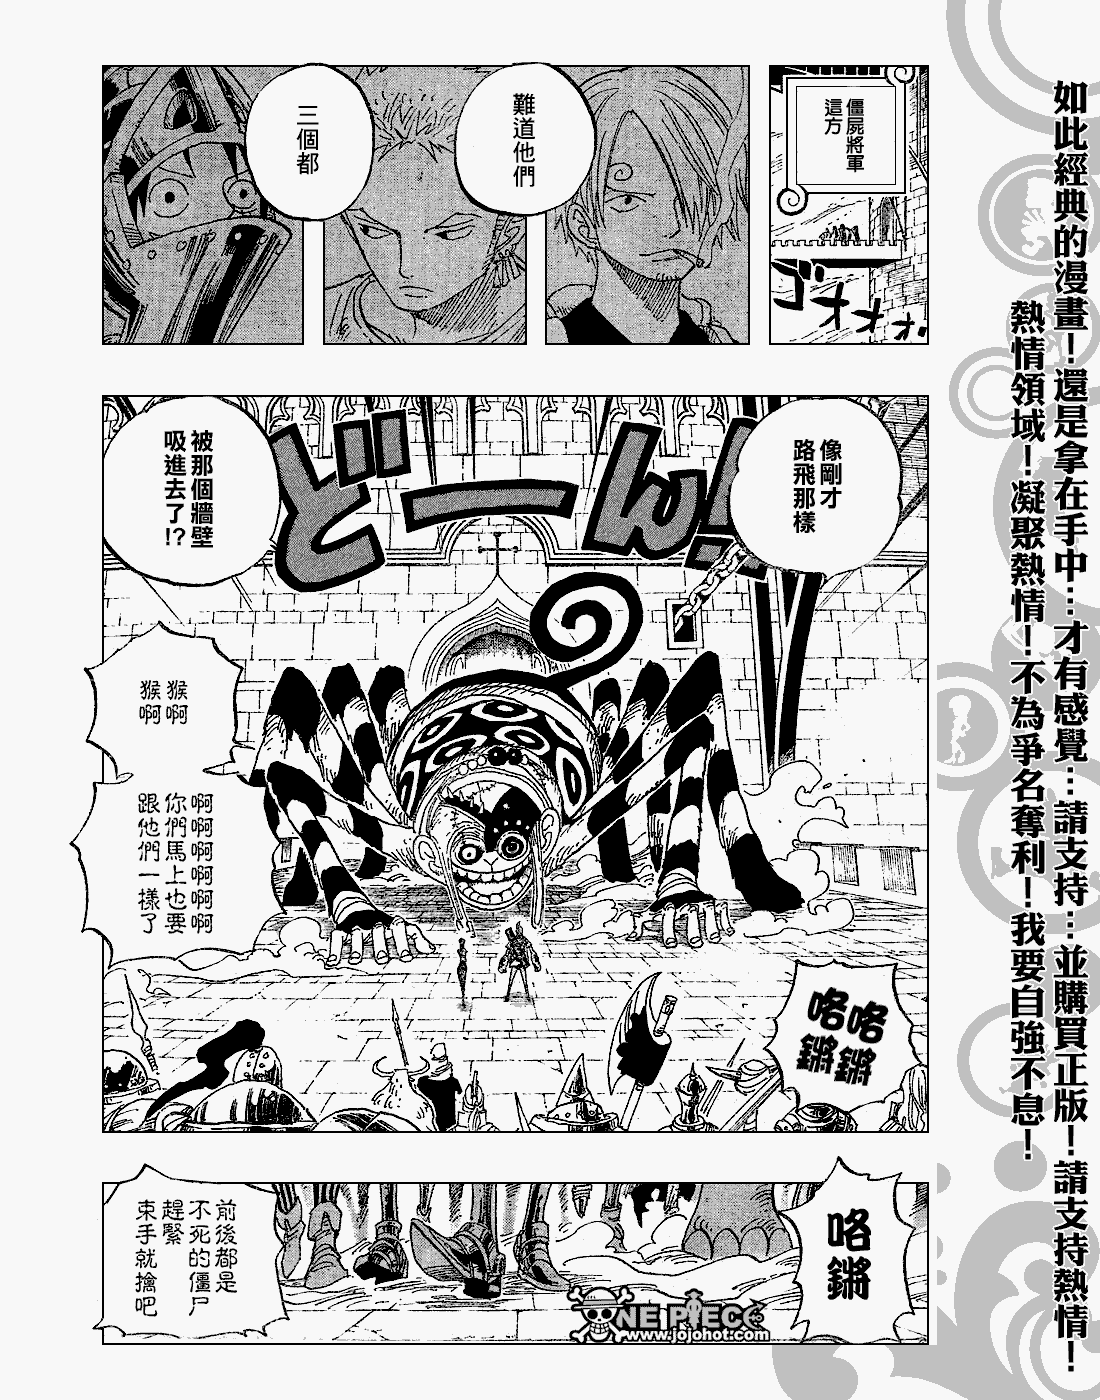 僵屍將軍
這方
ゴオオオ.
難道他們
三個都
像剛才
路飛那樣
どーん!!
被那個牆壁
吸進去了!?
猴啊
猴啊
啊啊啊啊啊
你們馬上也要
跟他們一樣了
咯鏘
咯鏘
咯鏘
前後都是
不死的僵尸
趕緊
束手就擒吧
ONE PIECE
www.jojohot.com
如此經典的漫畫！還是拿在手中…才有感覺…請支持…並購買正版！請支持熱情！
熱情領域！凝聚熱情！不為爭名奪利！我要自強不息！